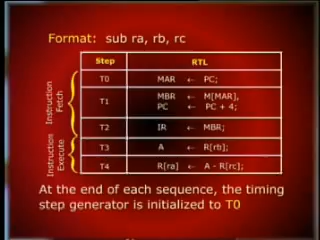 Format: sub ra, rb, rc
Step RTL
Instruction Fetch
T0 MAR ← PC;
T1 MBR ← M[MAR],
PC ← PC + 4;
T2 IR ← MBR;
Instruction Execute
T3 A ← R[rb];
T4 R[ra] ← A - R[rc];
At the end of each sequence, the timing
step generator is initialized to T0